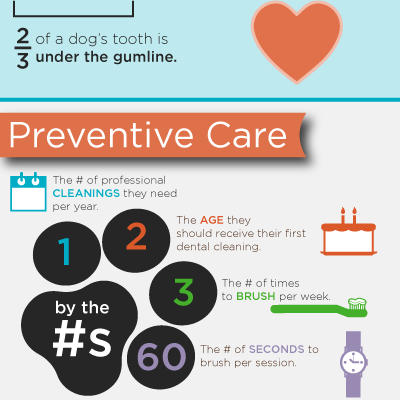 2/3 of a dog's tooth is
under the gumline.
Preventive Care
The # of professional
CLEANINGS they need
per year.
1
2
The AGE they
should receive their first
dental cleaning.
3
The # of times
to BRUSH per week.
by the
#s
60
The # of SECONDS to
brush per session.